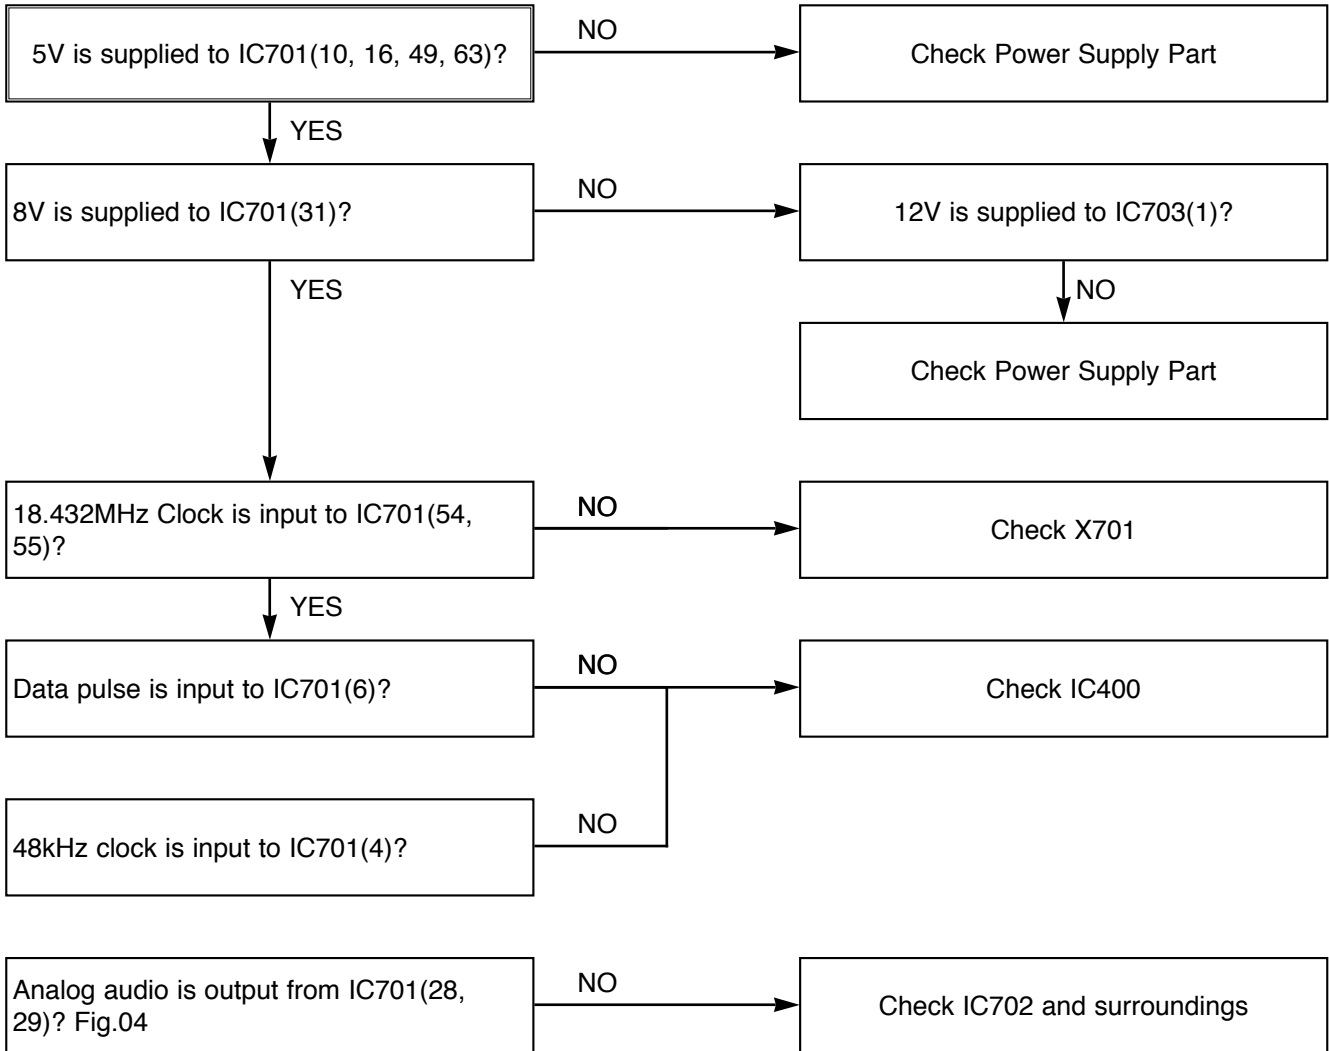 5V is supplied to IC701(10, 16, 49, 63)?
NO
Check Power Supply Part
YES
8V is supplied to IC701(31)?
NO
12V is supplied to IC703(1)?
YES
NO
Check Power Supply Part
18.432MHz Clock is input to IC701(54,
55)?
NO
Check X701
YES
Data pulse is input to IC701(6)?
NO
Check IC400
48kHz clock is input to IC701(4)?
NO
Analog audio is output from IC701(28,
29)? Fig.04
NO
Check IC702 and surroundings